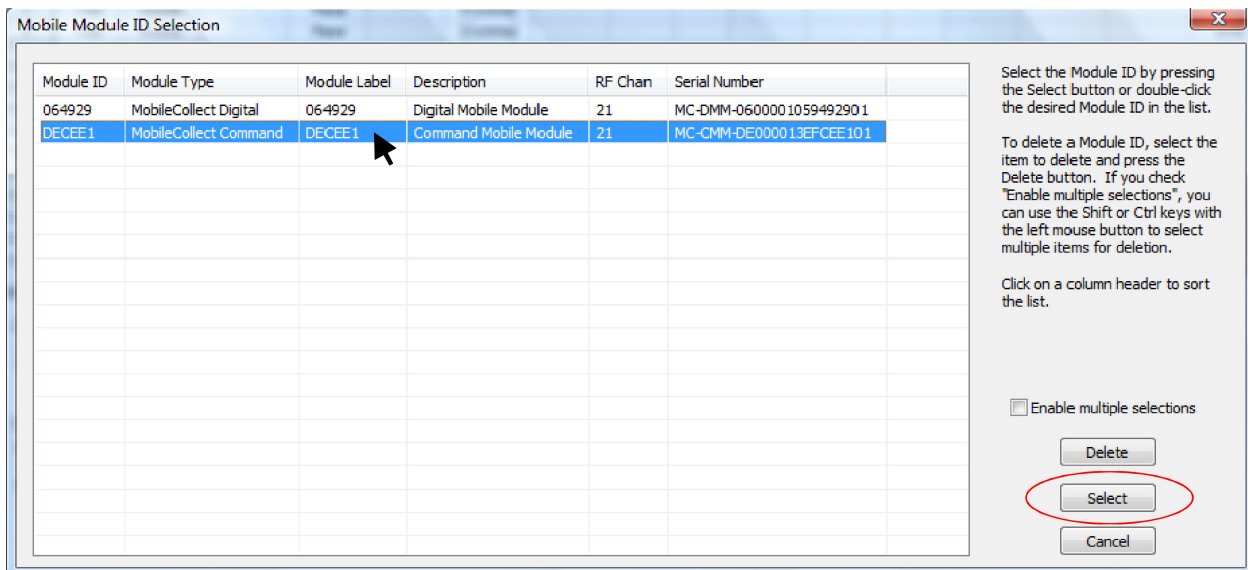 Mobile Module ID Selection
Module ID Module Type Module Label Description RF Chan Serial Number
064929 MobileCollect Digital 064929 Digital Mobile Module 21 MC-DMM-0600001059492901
DECEE1 MobileCollect Command DECEE1 Command Mobile Module 21 MC-CMM-DE000013EFCEE101
Select the Module ID by pressing
the Select button or double-click
the desired Module ID in the list.
To delete a Module ID, select the
item to delete and press the
Delete button. If you check
"Enable multiple selections", you
can use the Shift or Ctrl keys with
the left mouse button to select
multiple items for deletion.
Click on a column header to sort
the list.
Enable multiple selections
Delete
Select
Cancel